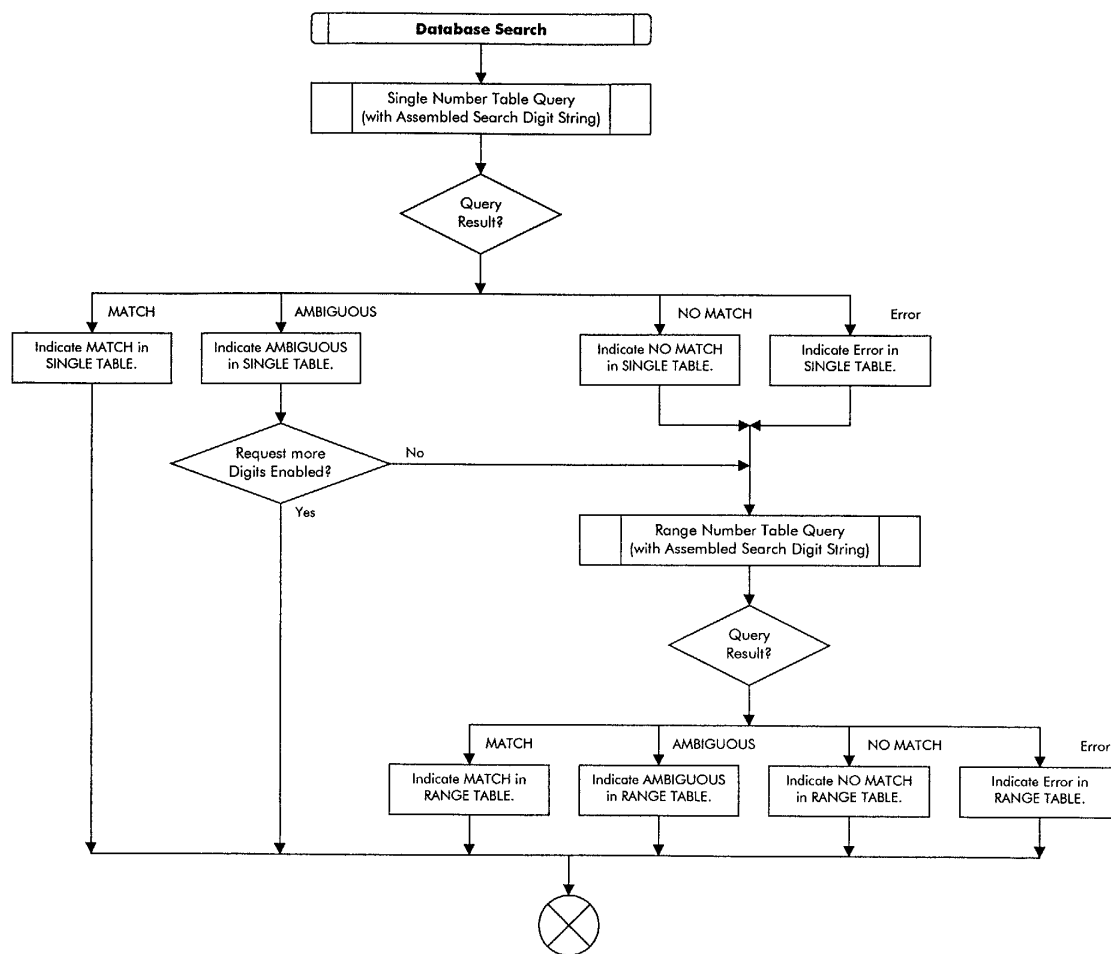 Database Search
Single Number Table Query
(with Assembled Search Digit String)
Query
Result?
MATCH
AMBIGUOUS
NO MATCH
Error
Indicate MATCH in
SINGLE TABLE.
Indicate AMBIGUOUS
in SINGLE TABLE.
Indicate NO MATCH
in SINGLE TABLE.
Indicate Error in
SINGLE TABLE.
Request more
Digits Enabled?
No
Yes
Range Number Table Query
(with Assembled Search Digit String)
Query
Result?
MATCH
AMBIGUOUS
NO MATCH
Error
Indicate MATCH in
RANGE TABLE.
Indicate AMBIGUOUS
in RANGE TABLE.
Indicate NO MATCH
in RANGE TABLE.
Indicate Error in
RANGE TABLE.